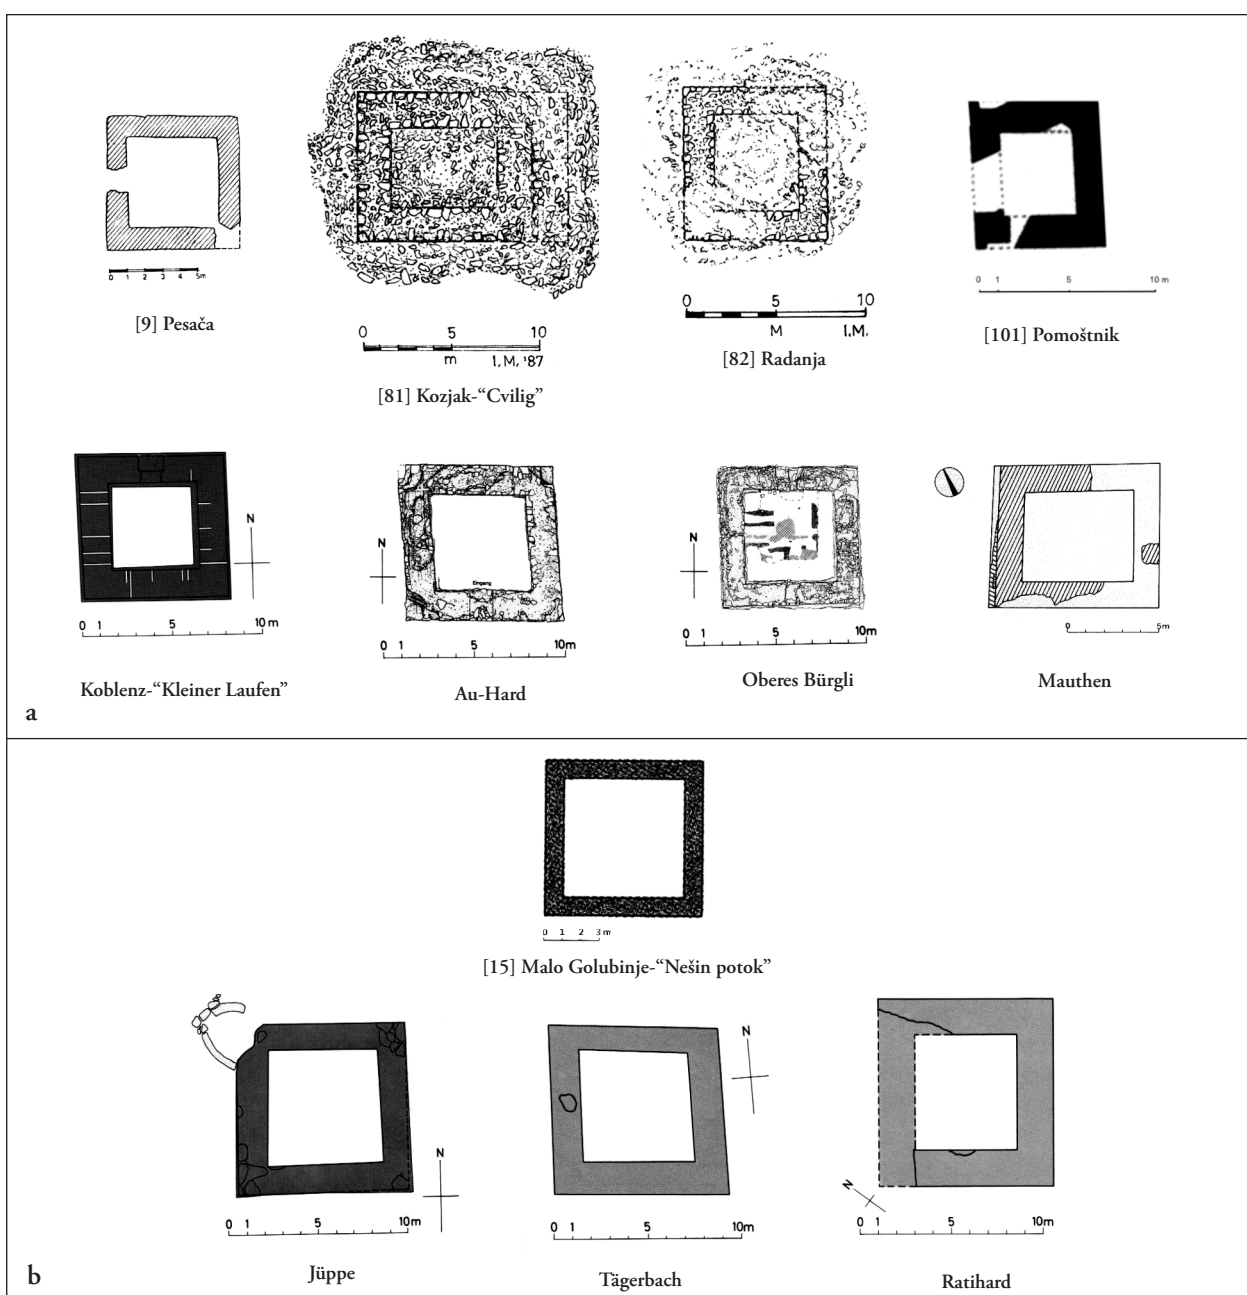 0 1 2 3 4 5m
[9] Pesača
0 5 10
m I, M, '87
[81] Kozjak-“Cvilig”
0 5 10
M I.M.
[82] Radanja
0 1 5 10 m
[101] Pomoštnik
N
0 1 5 10 m
Koblenz-“Kleiner Laufen”
N
Eingang
0 1 5 10m
Au-Hard
N
0 1 5 10m
Oberes Bürgli
0 5m
Mauthen
a
0 1 2 3 m
[15] Malo Golubinje-“Nešin potok”
N
0 1 5 10m
Jüppe
N
0 1 5 10m
Tägerbach
N
0 1 5 10m
Ratihard
b